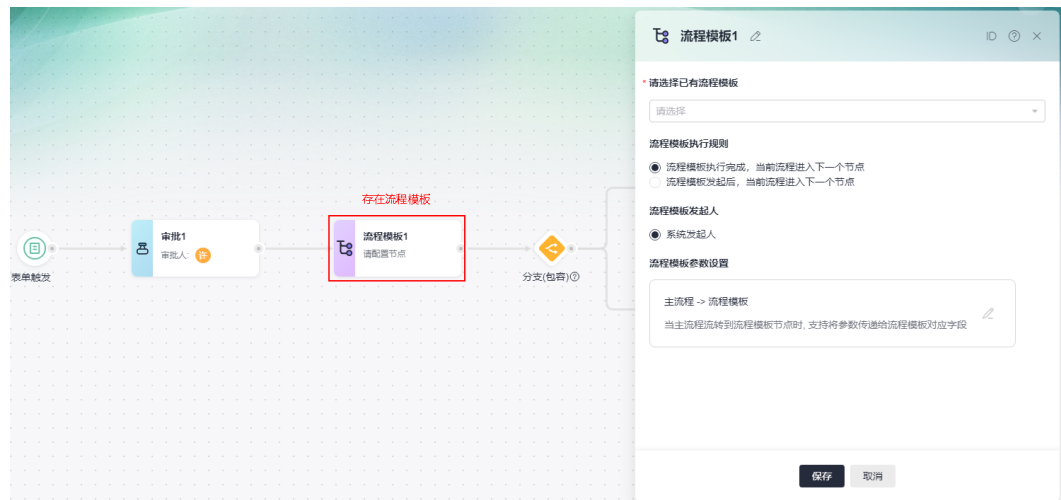 存在流程模板
表单触发
审批1
审批人:
许
流程模板1
请配置节点
分支(包容)
流程模板1
ID
* 请选择已有流程模板
请选择
流程模板执行规则
流程模板执行完成，当前流程进入下一个节点
流程模板发起后，当前流程进入下一个节点
流程模板发起人
系统发起人
流程模板参数设置
主流程 -> 流程模板
当主流程流转到流程模板节点时, 支持将参数传递给流程模板对应字段
保存
取消